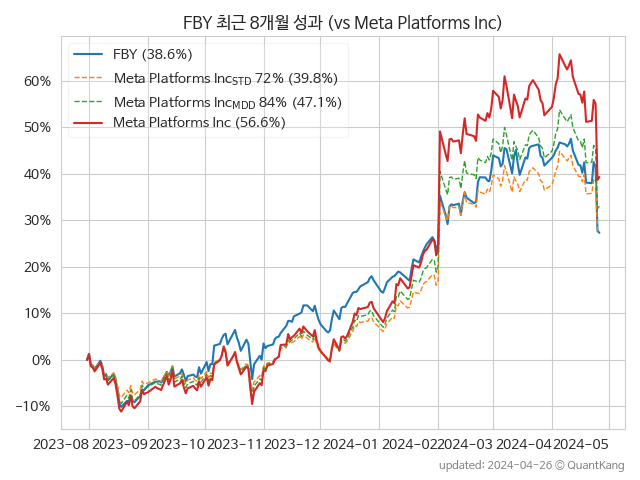 FBY 최근 8개월 성과 (vs Meta Platforms Inc)
FBY (38.6%)
Meta Platforms Inc_STD 72% (39.8%)
Meta Platforms Inc_MDD 84% (47.1%)
Meta Platforms Inc (56.6%)
60%
50%
40%
30%
20%
10%
0%
−10%
2023−08 2023−09 2023−10 2023−11 2023−12 2024−01 2024−02 2024−03 2024−04 2024−05
updated: 2024-04-26 © QuantKang